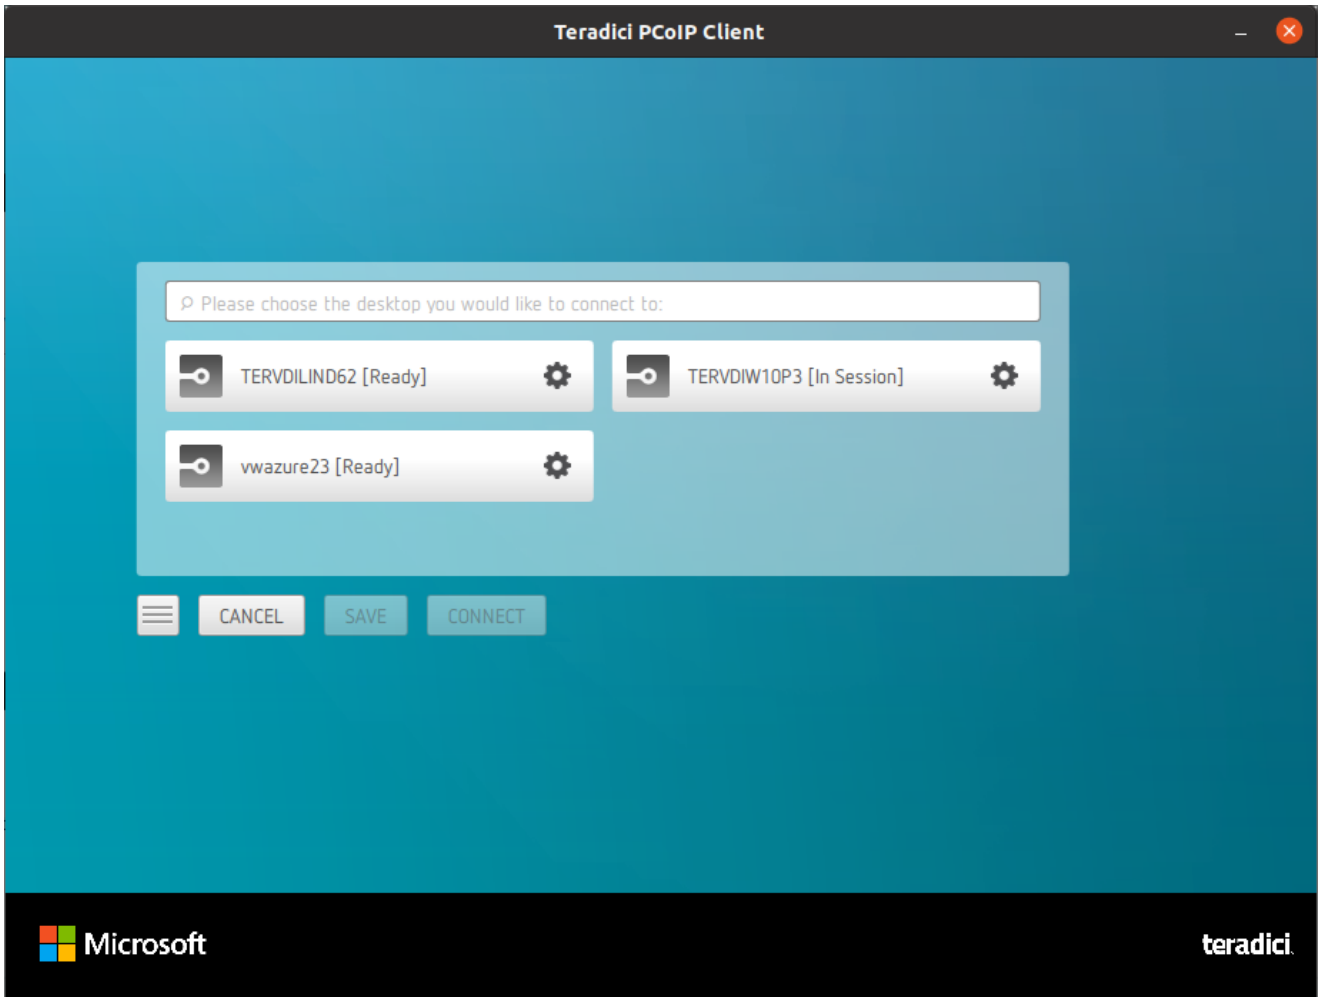 Teradici PCoIP Client
Please choose the desktop you would like to connect to:
TERVDILIND62 [Ready]
TERVDIW10P3 [In Session]
vwazure23 [Ready]
CANCEL
SAVE
CONNECT
Microsoft
teradici.